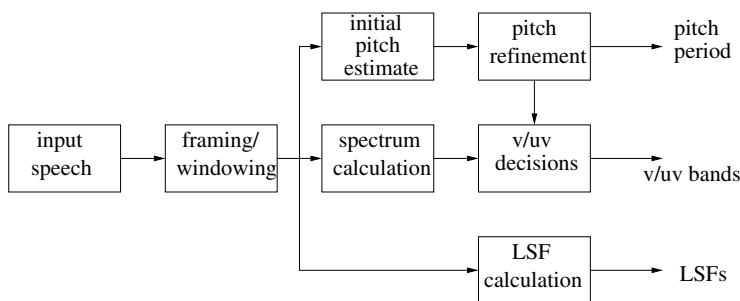 initial
pitch
estimate
pitch
refinement
pitch
period
input
speech
framing/
windowing
spectrum
calculation
v/uv
decisions
v/uv bands
LSF
calculation
LSFs